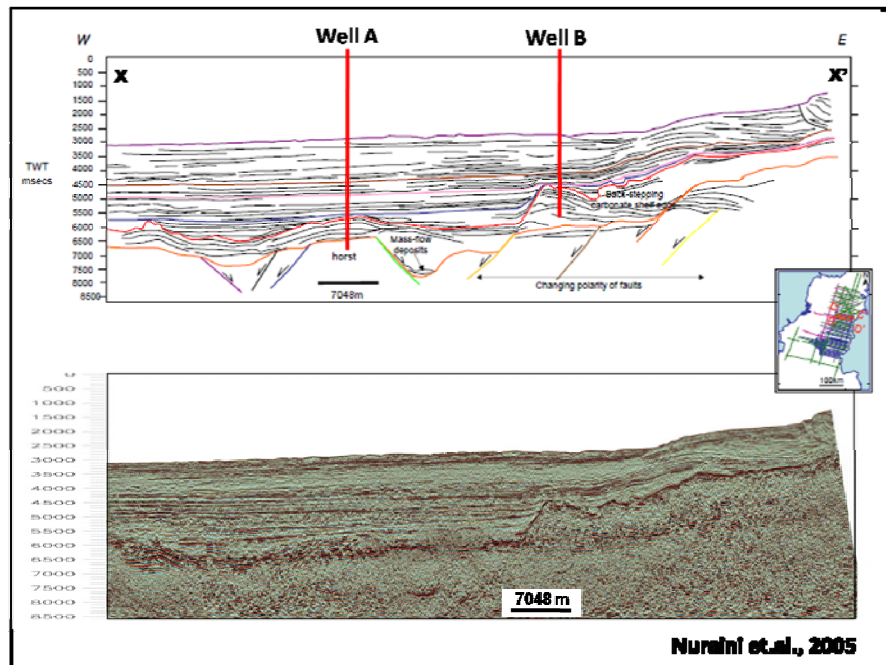 W
Well A
Well B
E
X
X'
TWT
msecs
0
500
1000
1500
2000
2500
3000
3500
4000
4500
5000
5500
6000
6500
7000
7500
8000
8500
Back-stepping
carbonate shelf edge
horst
Mass-flow
deposits
7048m
Changing polarity of faults
100km
0
500
1000
1500
2000
2500
3000
3500
4000
4500
5000
5500
6000
6500
7000
7500
8000
8500
7048 m
Nuraini et.al., 2005